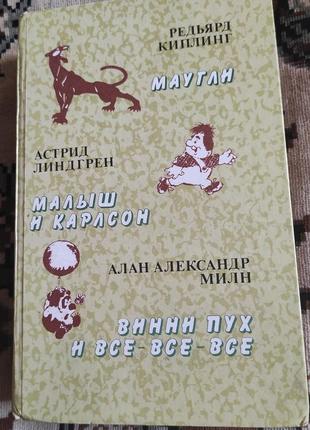 РЕДЬЯРД
КИПЛИНГ
МАУГЛИ
АСТРИД
ЛИНДГРЕН
МАЛЫШ
И КАРЛСОН
АЛАН АЛЕКСАНДР
МИЛН
ВИННИ ПУХ
И ВСЕ-ВСЕ-ВСЕ